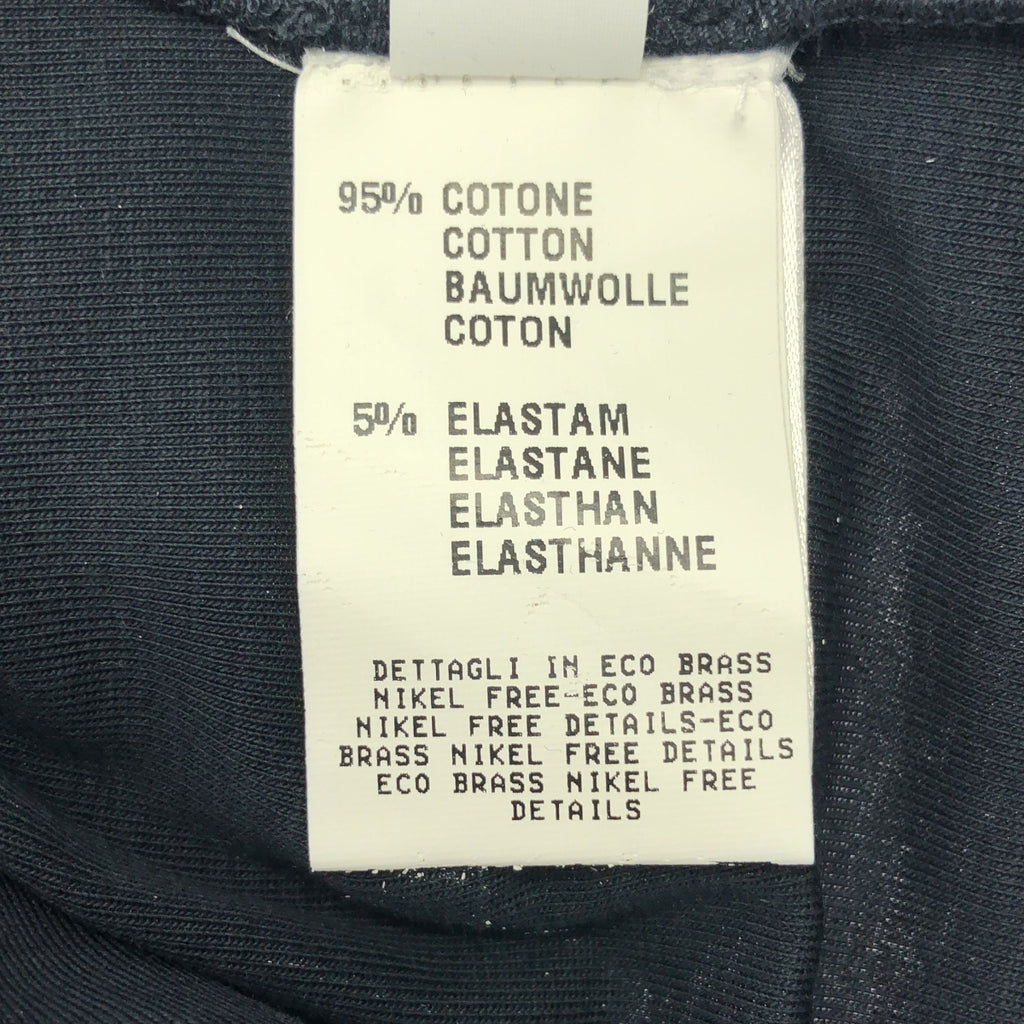 95% COTONE
COTTON
BAUMWOLLE
COTON
5% ELASTAM
ELASTANE
ELASTHAN
ELASTHANNE
DETTAGLI IN ECO BRASS
NIKEL FREE-ECO BRASS
NIKEL FREE DETAILS-ECO
BRASS NIKEL FREE DETAILS
ECO BRASS NIKEL FREE
DETAILS